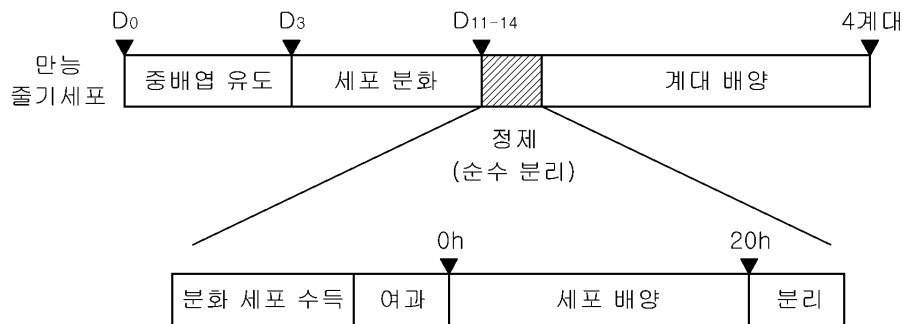 D0 D3 D11-14 4계대
만능
줄기세포
중배엽 유도 세포 분화 계대 배양
정제
(순수 분리)
0h 20h
분화 세포 수득 여과 세포 배양 분리